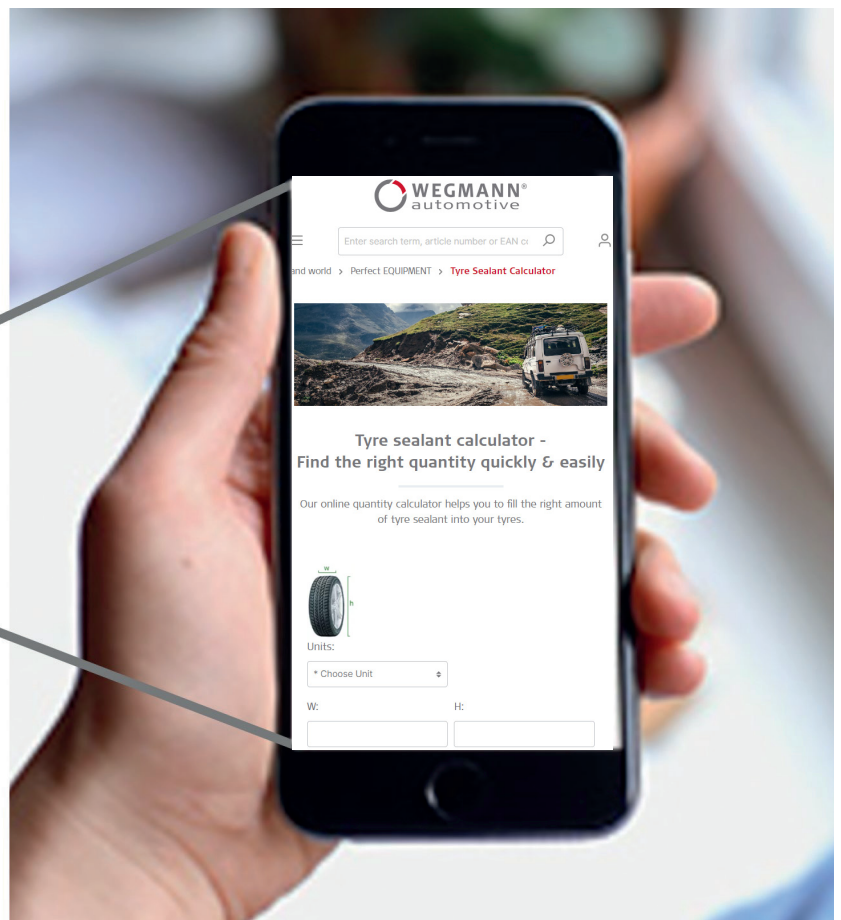 WEGMANN®
automotive
Enter search term, article number or EAN co
and world > Perfect EQUIPMENT > Tyre Sealant Calculator
Tyre sealant calculator -
Find the right quantity quickly & easily
Our online quantity calculator helps you to fill the right amount
of tyre sealant into your tyres.
w
h
Units:
* Choose Unit
W: H: